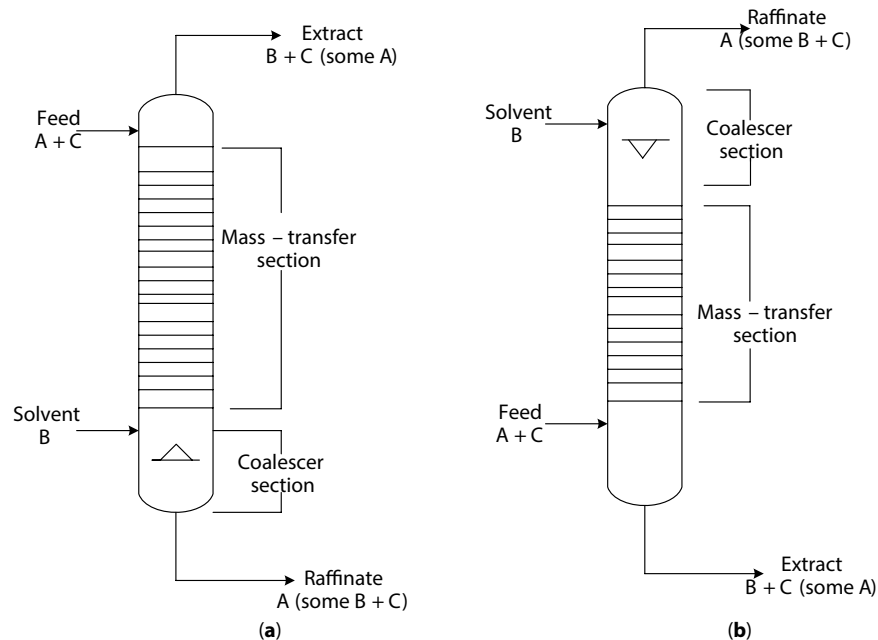 Extract
B + C (some A)
Feed
A + C
Mass – transfer
section
Solvent
B
Coalescer
section
Raffinate
A (some B + C)
(a)
Raffinate
A (some B + C)
Solvent
B
Coalescer
section
Mass – transfer
section
Feed
A + C
Extract
B + C (some A)
(b)